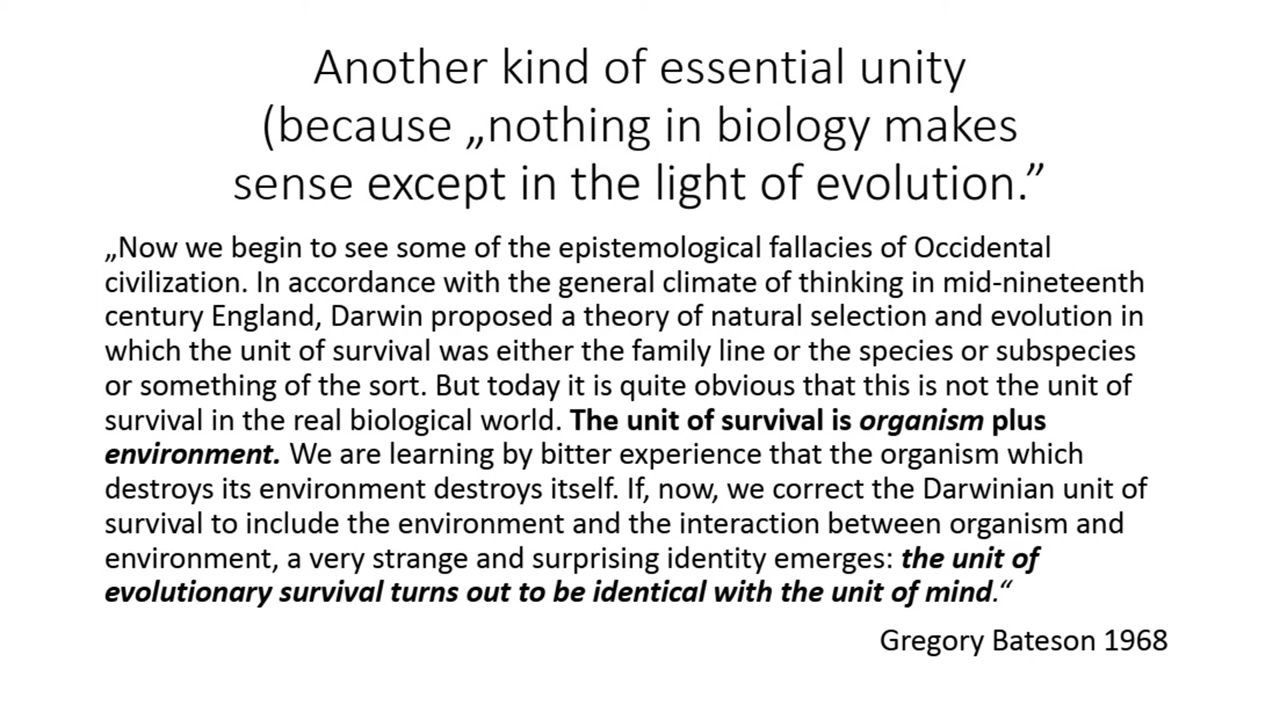 Another kind of essential unity
(because „nothing in biology makes
sense except in the light of evolution.”
„Now we begin to see some of the epistemological fallacies of Occidental
civilization. In accordance with the general climate of thinking in mid-nineteenth
century England, Darwin proposed a theory of natural selection and evolution in
which the unit of survival was either the family line or the species or subspecies
or something of the sort. But today it is quite obvious that this is not the unit of
survival in the real biological world. The unit of survival is organism plus
environment. We are learning by bitter experience that the organism which
destroys its environment destroys itself. If, now, we correct the Darwinian unit of
survival to include the environment and the interaction between organism and
environment, a very strange and surprising identity emerges: the unit of
evolutionary survival turns out to be identical with the unit of mind.“
Gregory Bateson 1968